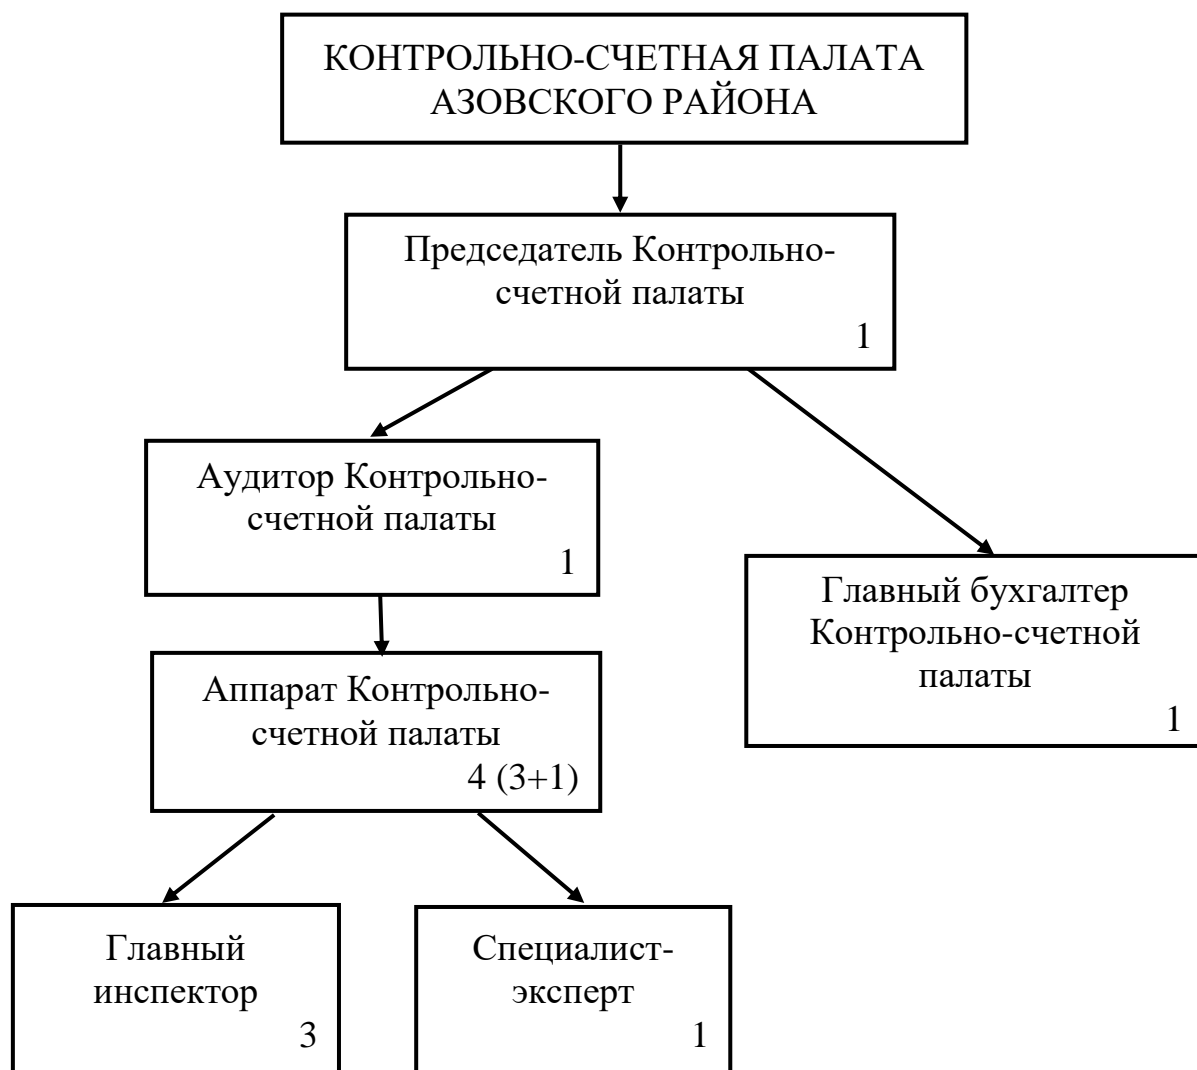 КОНТРОЛЬНО-СЧЕТНАЯ ПАЛАТА
АЗОВСКОГО РАЙОНА
Председатель Контрольно-
счетной палаты
1
Аудитор Контрольно-
счетной палаты
1
Главный бухгалтер
Контрольно-счетной
палаты
1
Аппарат Контрольно-
счетной палаты
4 (3+1)
Главный
инспектор
3
Специалист-
эксперт
1